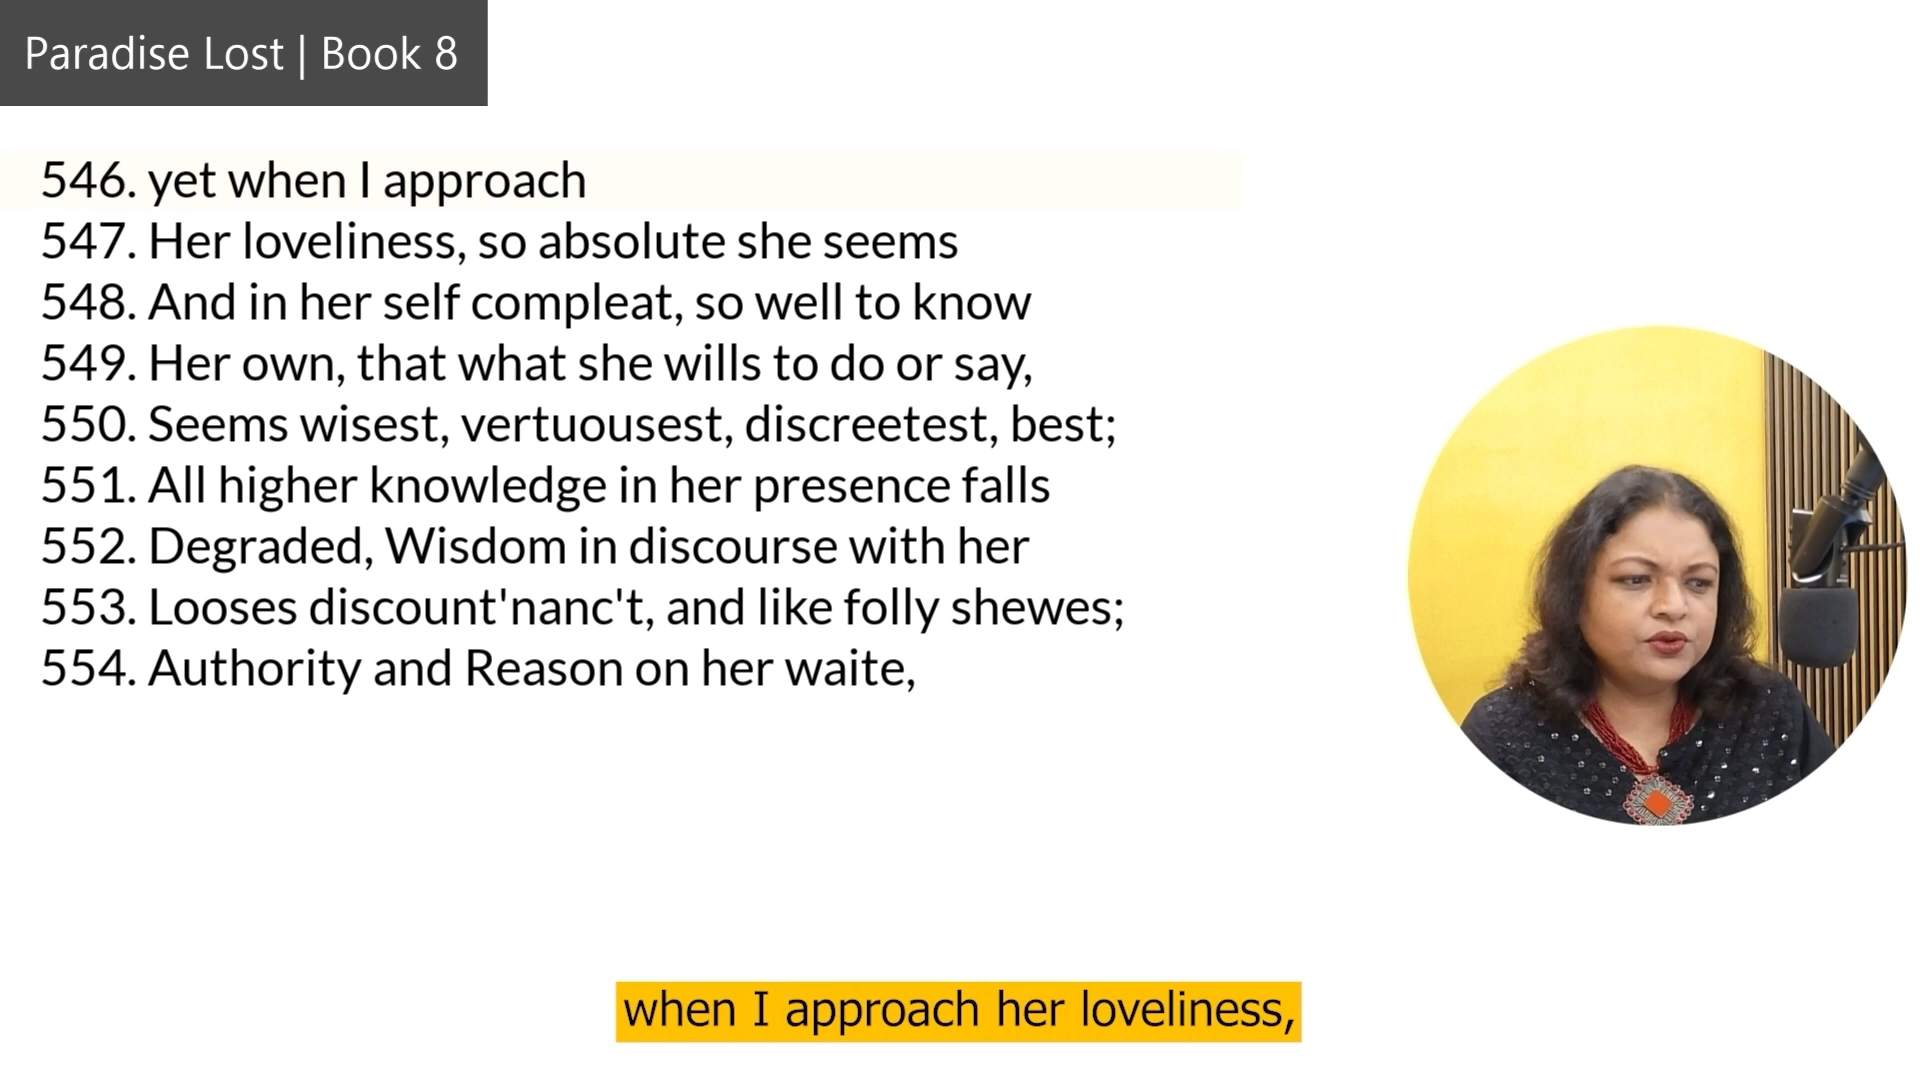 Paradise Lost | Book 8
546. yet when I approach
547. Her loveliness, so absolute she seems
548. And in her self compleat, so well to know
549. Her own, that what she wills to do or say,
550. Seems wisest, vertuousest, discreetest, best;
551. All higher knowledge in her presence falls
552. Degraded, Wisdom in discourse with her
553. Looses discount'nanc't, and like folly shewes;
554. Authority and Reason on her waite,
when I approach her loveliness,